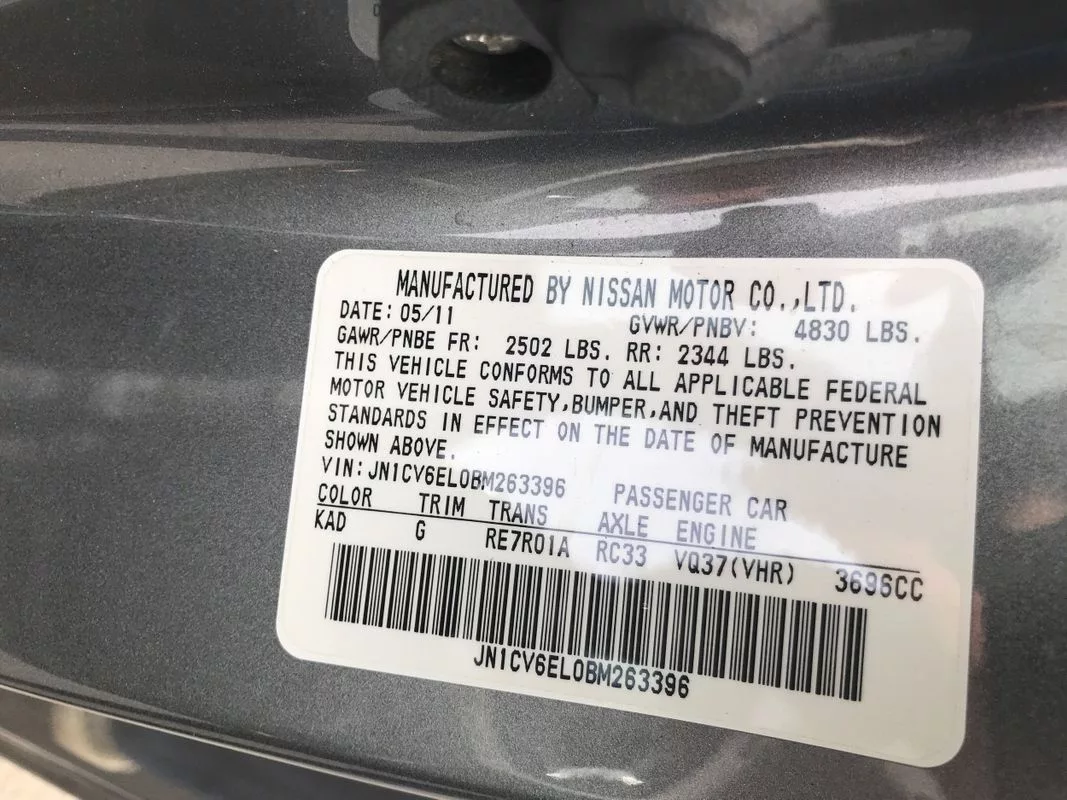 MANUFACTURED BY NISSAN MOTOR CO.,LTD.
DATE: 05/11 GVWR/PNBV: 4830 LBS.
GAWR/PNBE FR: 2502 LBS. RR: 2344 LBS.
THIS VEHICLE CONFORMS TO ALL APPLICABLE FEDERAL
MOTOR VEHICLE SAFETY,BUMPER,AND THEFT PREVENTION
STANDARDS IN EFFECT ON THE DATE OF MANUFACTURE
SHOWN ABOVE.
VIN:JN1CV6EL0BM263396 PASSENGER CAR
COLOR TRIM TRANS AXLE ENGINE
KAD G RE7R01A RC33 VQ37(VHR) 3696CC
JN1CV6EL0BM263396